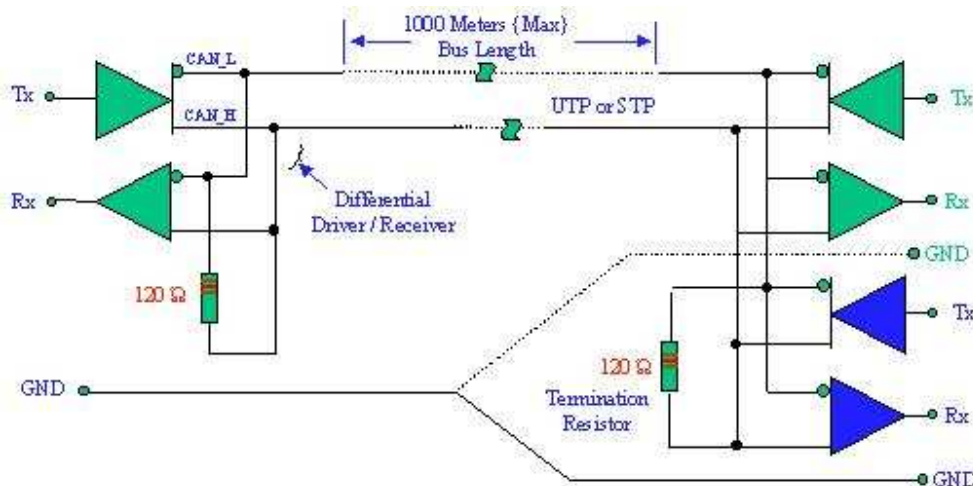 1000 Meters {Max}
Bus Length
CAN_L
Tx
Tx
UTP or STP
CAN_H
Rx
Rx
Differential
Driver / Receiver
GND
120 Ω
Tx
120 Ω
GND
Termination
Resistor
Rx
GND